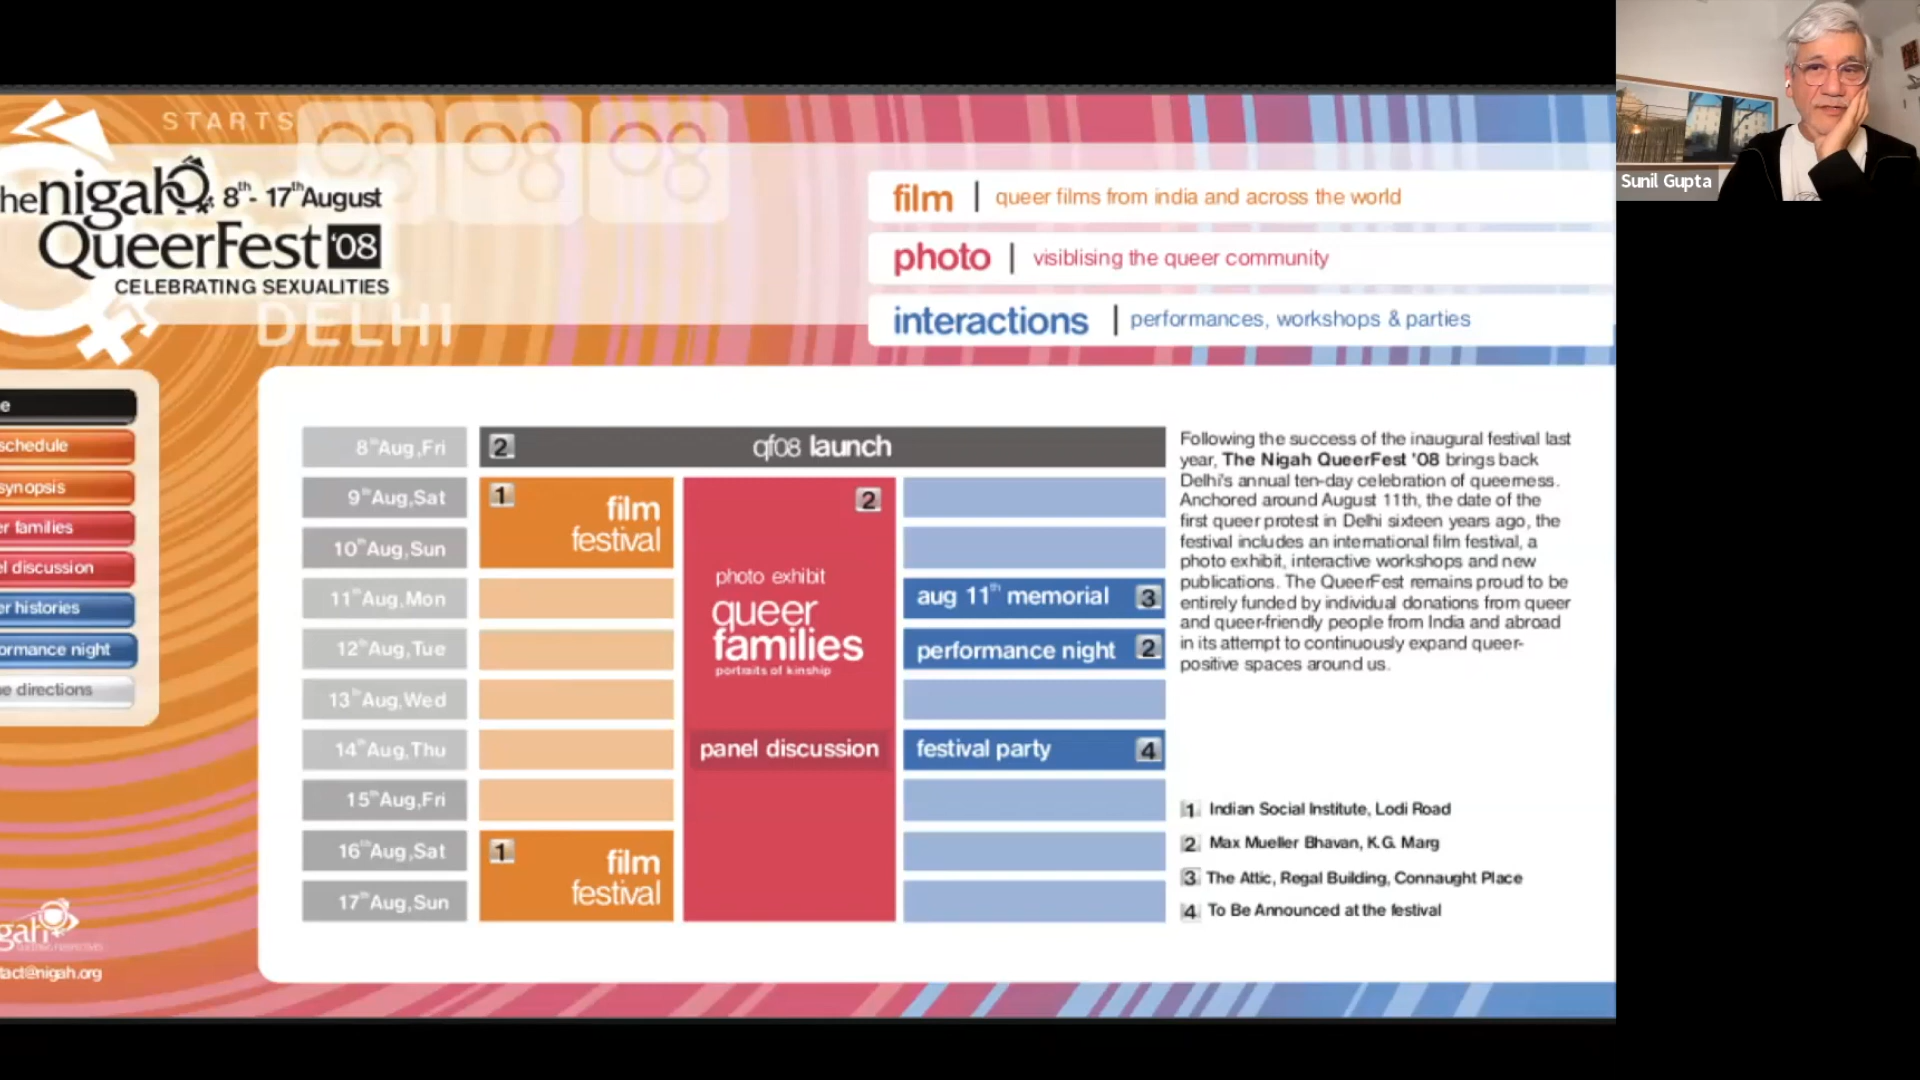 STARTS 08 08 08
henigah 8th - 17th August
QueerFest '08
CELEBRATING SEXUALITIES
DELHI
film | queer films from india and across the world
photo | visiblising the queer community
interactions | performances, workshops & parties
Sunil Gupta
e
schedule
synopsis
er families
el discussion
er histories
ormance night
e directions
gah
tact@nigah.org
8th Aug,Fri
2 qf08 launch
9th Aug,Sat
10th Aug,Sun
11th Aug,Mon
12th Aug,Tue
13th Aug,Wed
14th Aug,Thu
15th Aug,Fri
16th Aug,Sat
17th Aug,Sun
1 film
festival
1 film
festival
2
photo exhibit
queer
families
portraits of kinship
panel discussion
aug 11th memorial 3
performance night 2
festival party 4
Following the success of the inaugural festival last
year, The Nigah QueerFest '08 brings back
Delhi's annual ten-day celebration of queerness.
Anchored around August 11th, the date of the
first queer protest in Delhi sixteen years ago, the
festival includes an international film festival, a
photo exhibit, interactive workshops and new
publications. The QueerFest remains proud to be
entirely funded by individual donations from queer
and queer-friendly people from India and abroad
in its attempt to continuously expand queer-
positive spaces around us.
1 Indian Social Institute, Lodi Road
2 Max Mueller Bhavan, K.G. Marg
3 The Attic, Regal Building, Connaught Place
4 To Be Announced at the festival